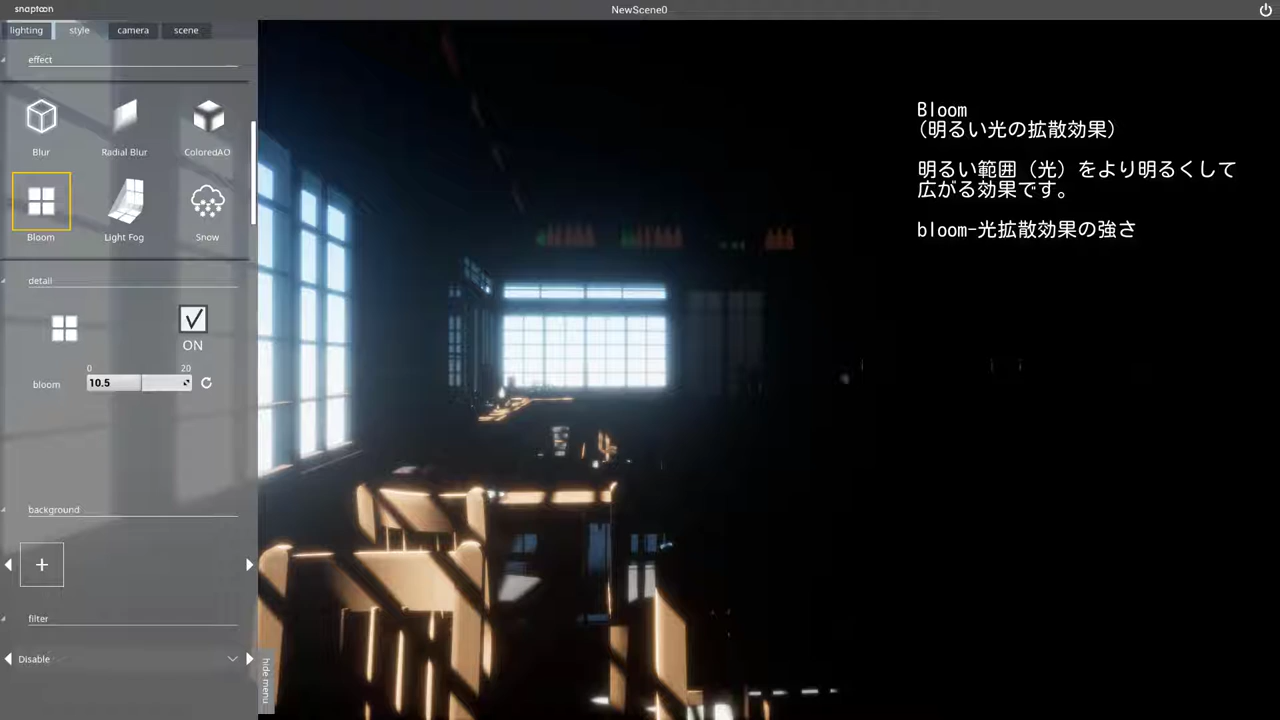 snaptoon
NewScene0
lighting style camera scene
effect
Blur Radial Blur ColoredAO
Bloom Light Fog Snow
detail
ON
0 20
bloom 10.5
background
+
filter
Disable
hide menu
Bloom
（明るい光の拡散効果）
明るい範囲（光）をより明るくして
広がる効果です。
bloom-光拡散効果の強さ